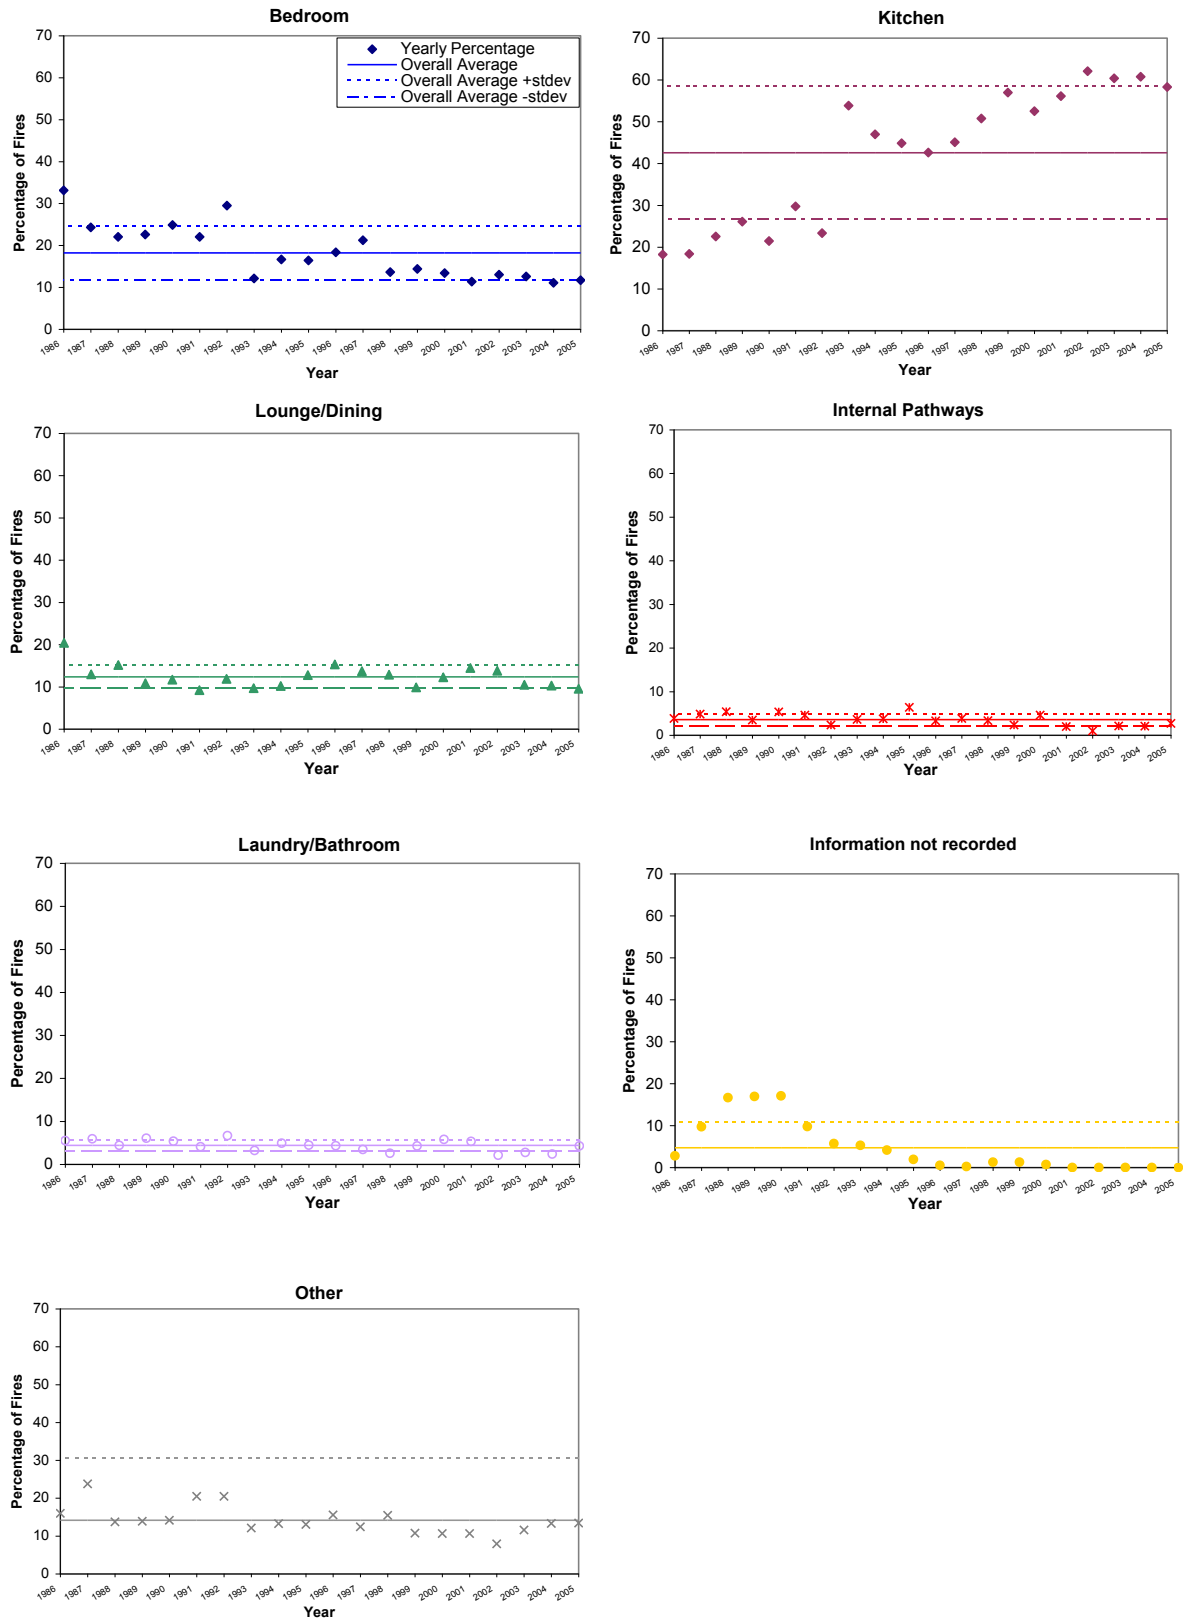 Bedroom
70
60
50
40
30
20
10
0
Percentage of Fires
Yearly Percentage
Overall Average
Overall Average +stdev
Overall Average -stdev
1986 1987 1988 1989 1990 1991 1992 1993 1994 1995 1996 1997 1998 1999 2000 2001 2002 2003 2004 2005
Year
Kitchen
70
60
50
40
30
20
10
0
Percentage of Fires
1986 1987 1988 1989 1990 1991 1992 1993 1994 1995 1996 1997 1998 1999 2000 2001 2002 2003 2004 2005
Year
Lounge/Dining
70
60
50
40
30
20
10
0
Percentage of Fires
1986 1987 1988 1989 1990 1991 1992 1993 1994 1995 1996 1997 1998 1999 2000 2001 2002 2003 2004 2005
Year
Internal Pathways
70
60
50
40
30
20
10
0
Percentage of Fires
1986 1987 1988 1989 1990 1991 1992 1993 1994 1995 1996 1997 1998 1999 2000 2001 2002 2003 2004 2005
Year
Laundry/Bathroom
70
60
50
40
30
20
10
0
Percentage of Fires
1986 1987 1988 1989 1990 1991 1992 1993 1994 1995 1996 1997 1998 1999 2000 2001 2002 2003 2004 2005
Year
Information not recorded
70
60
50
40
30
20
10
0
Percentage of Fires
1986 1987 1988 1989 1990 1991 1992 1993 1994 1995 1996 1997 1998 1999 2000 2001 2002 2003 2004 2005
Year
Other
70
60
50
40
30
20
10
0
Percentage of Fires
1986 1987 1988 1989 1990 1991 1992 1993 1994 1995 1996 1997 1998 1999 2000 2001 2002 2003 2004 2005
Year